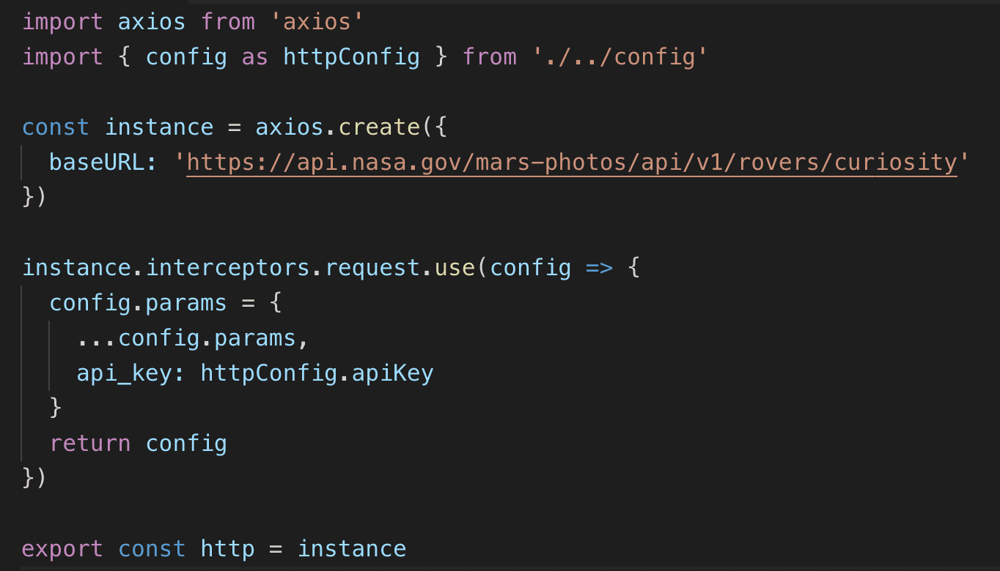 import axios from 'axios'
import { config as httpConfig } from './../config'
const instance = axios.create({
  baseURL: 'https://api.nasa.gov/mars-photos/api/v1/rovers/curiosity'
})
instance.interceptors.request.use(config => {
  config.params = {
    ...config.params,
    api_key: httpConfig.apiKey
  }
  return config
})
export const http = instance